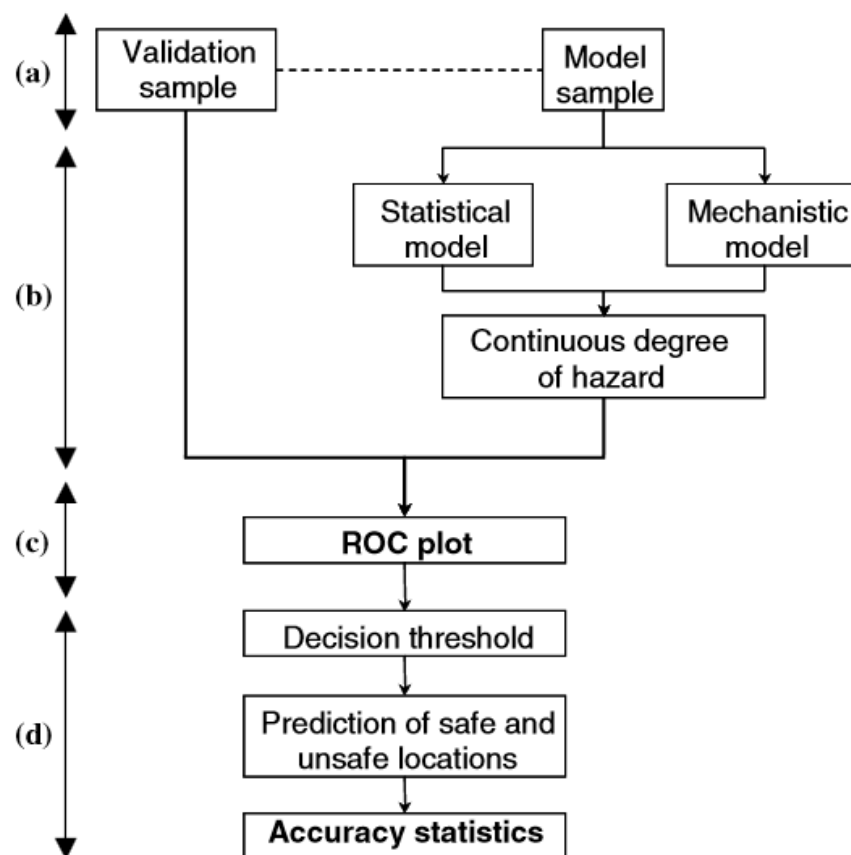 (a)
Validation
sample
Model
sample
(b)
Statistical
model
Mechanistic
model
Continuous degree
of hazard
(c)
ROC plot
(d)
Decision threshold
Prediction of safe and
unsafe locations
Accuracy statistics